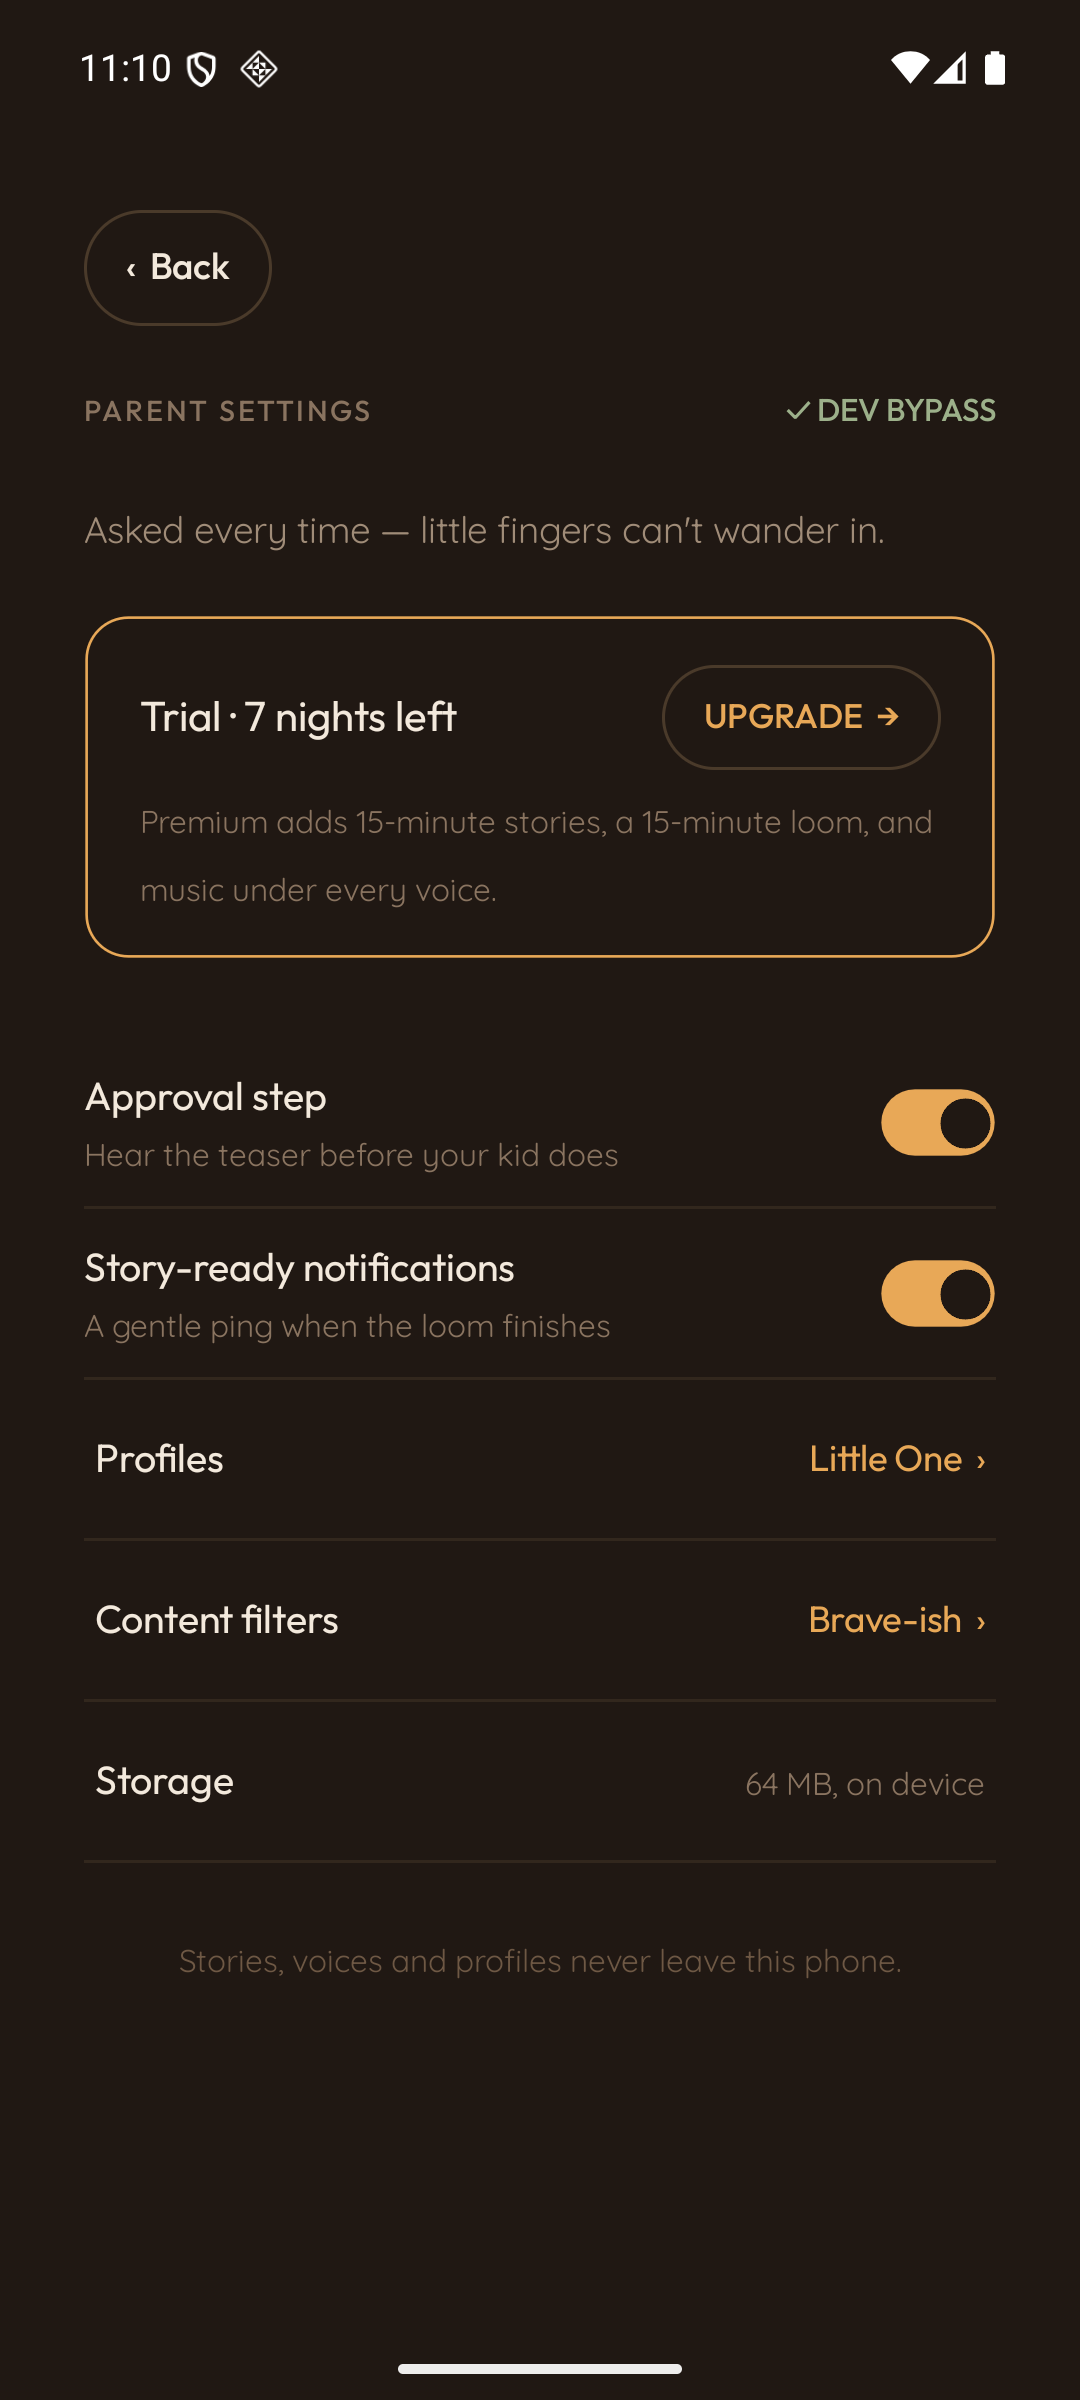 11:10
‹ Back
PARENT SETTINGS
✓ DEV BYPASS
Asked every time — little fingers can't wander in.
Trial · 7 nights left
UPGRADE →
Premium adds 15-minute stories, a 15-minute loom, and
music under every voice.
Approval step
Hear the teaser before your kid does
Story-ready notifications
A gentle ping when the loom finishes
Profiles
Little One ›
Content filters
Brave-ish ›
Storage
64 MB, on device
Stories, voices and profiles never leave this phone.